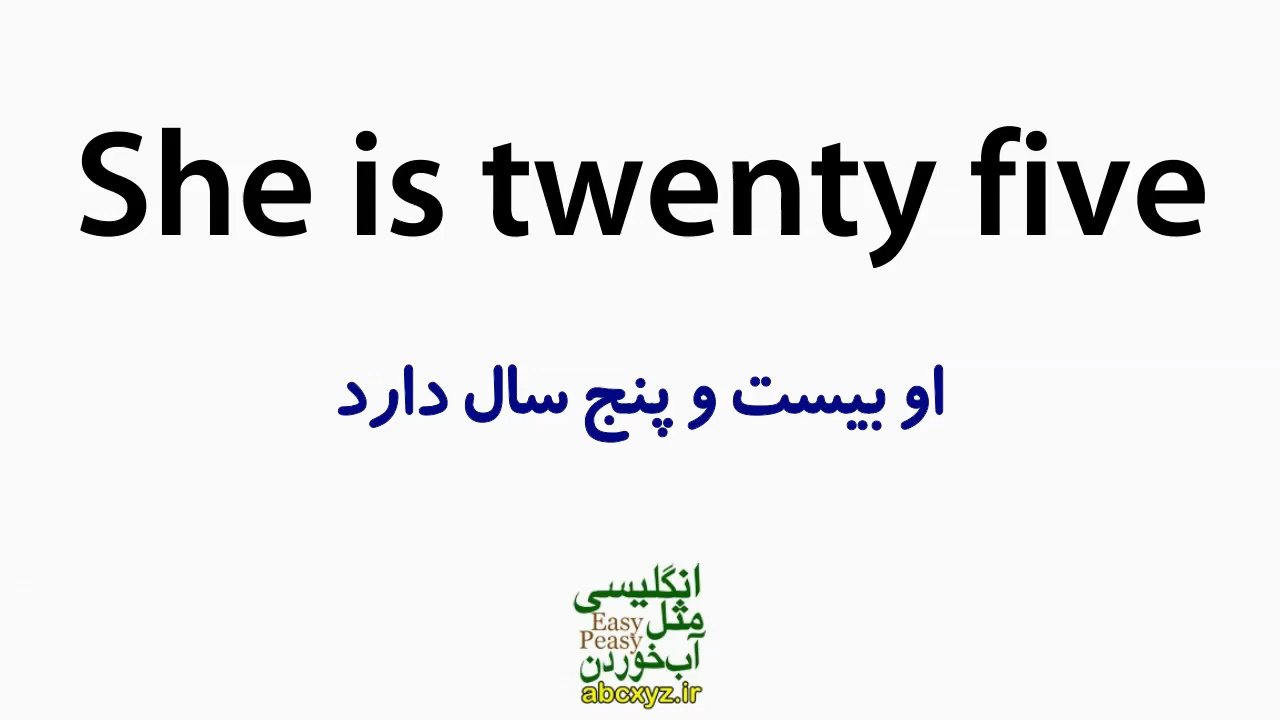 She is twenty five
او بیست و پنج سال دارد
انگلیسی
مثل
Easy
Peasy
آب خوردن
abcxyz.ir